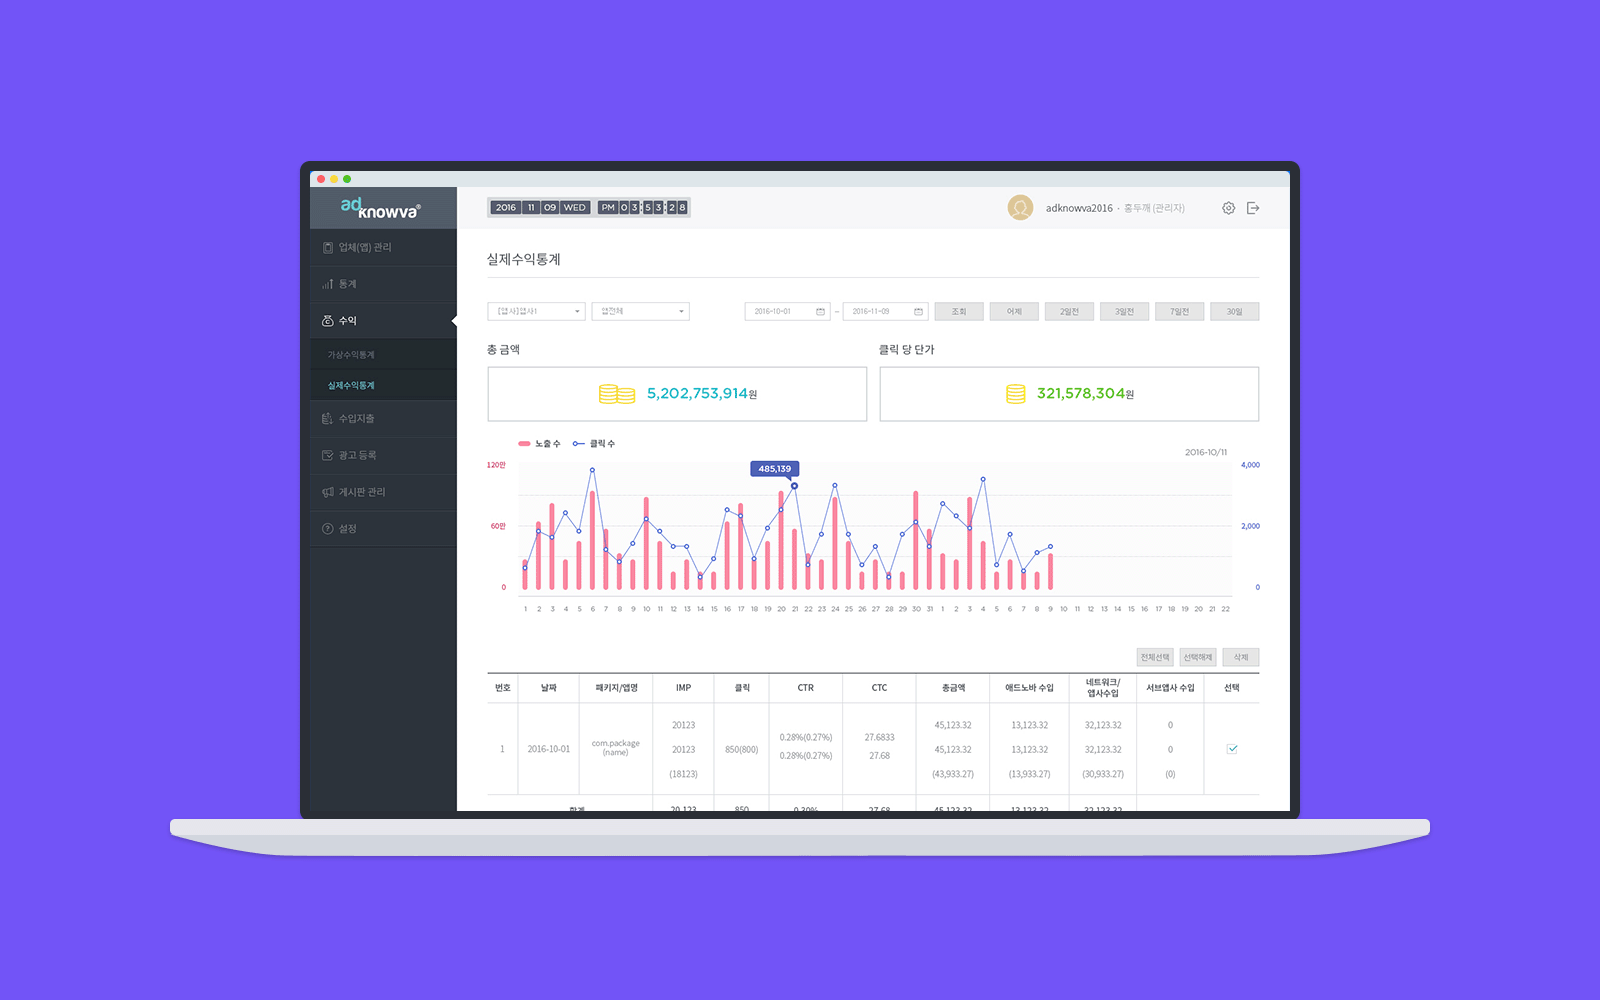 adknowva®
2016 11 09 WED PM 03:53:28
adknowva2016 · 홍두깨 (관리자)
업체(앱) 관리
통계
수익
가상수익통계
실제수익통계
수입지출
광고 등록
게시판 관리
설정
실제수익통계
[앱사]앱사1
앱전체
2016-10-01 – 2016-11-09
조회 어제 2일전 3일전 7일전 30일
총 금액
5,202,753,914원
클릭 당 단가
321,578,304원
노출 수 클릭 수
2016-10/11
120만
60만
0
485,139
4,000
2,000
0
1 2 3 4 5 6 7 8 9 10 11 12 13 14 15 16 17 18 19 20 21 22 23 24 25 26 27 28 29 30 31 1 2 3 4 5 6 7 8 9 10 11 12 13 14 15 16 17 18 19 20 21 22
전체선택 선택해제 삭제
번호 날짜 패키지/앱명 IMP 클릭 CTR CTC 총금액 애드노바 수입 네트워크/ 앱사수입 서브앱사 수입 선택
20123 45,123.32 13,123.32 32,123.32 0
0.28%(0.27%) 27.6833
1 2016-10-01 com.package (name) 20123 850(800) 45,123.32 13,123.32 32,123.32 0
0.28%(0.27%) 27.68
(18123) (43,933.27) (13,933.27) (30,933.27) (0)
합계 20,123 850 0.30% 27.68 45,123.32 13,123.32 32,123.32